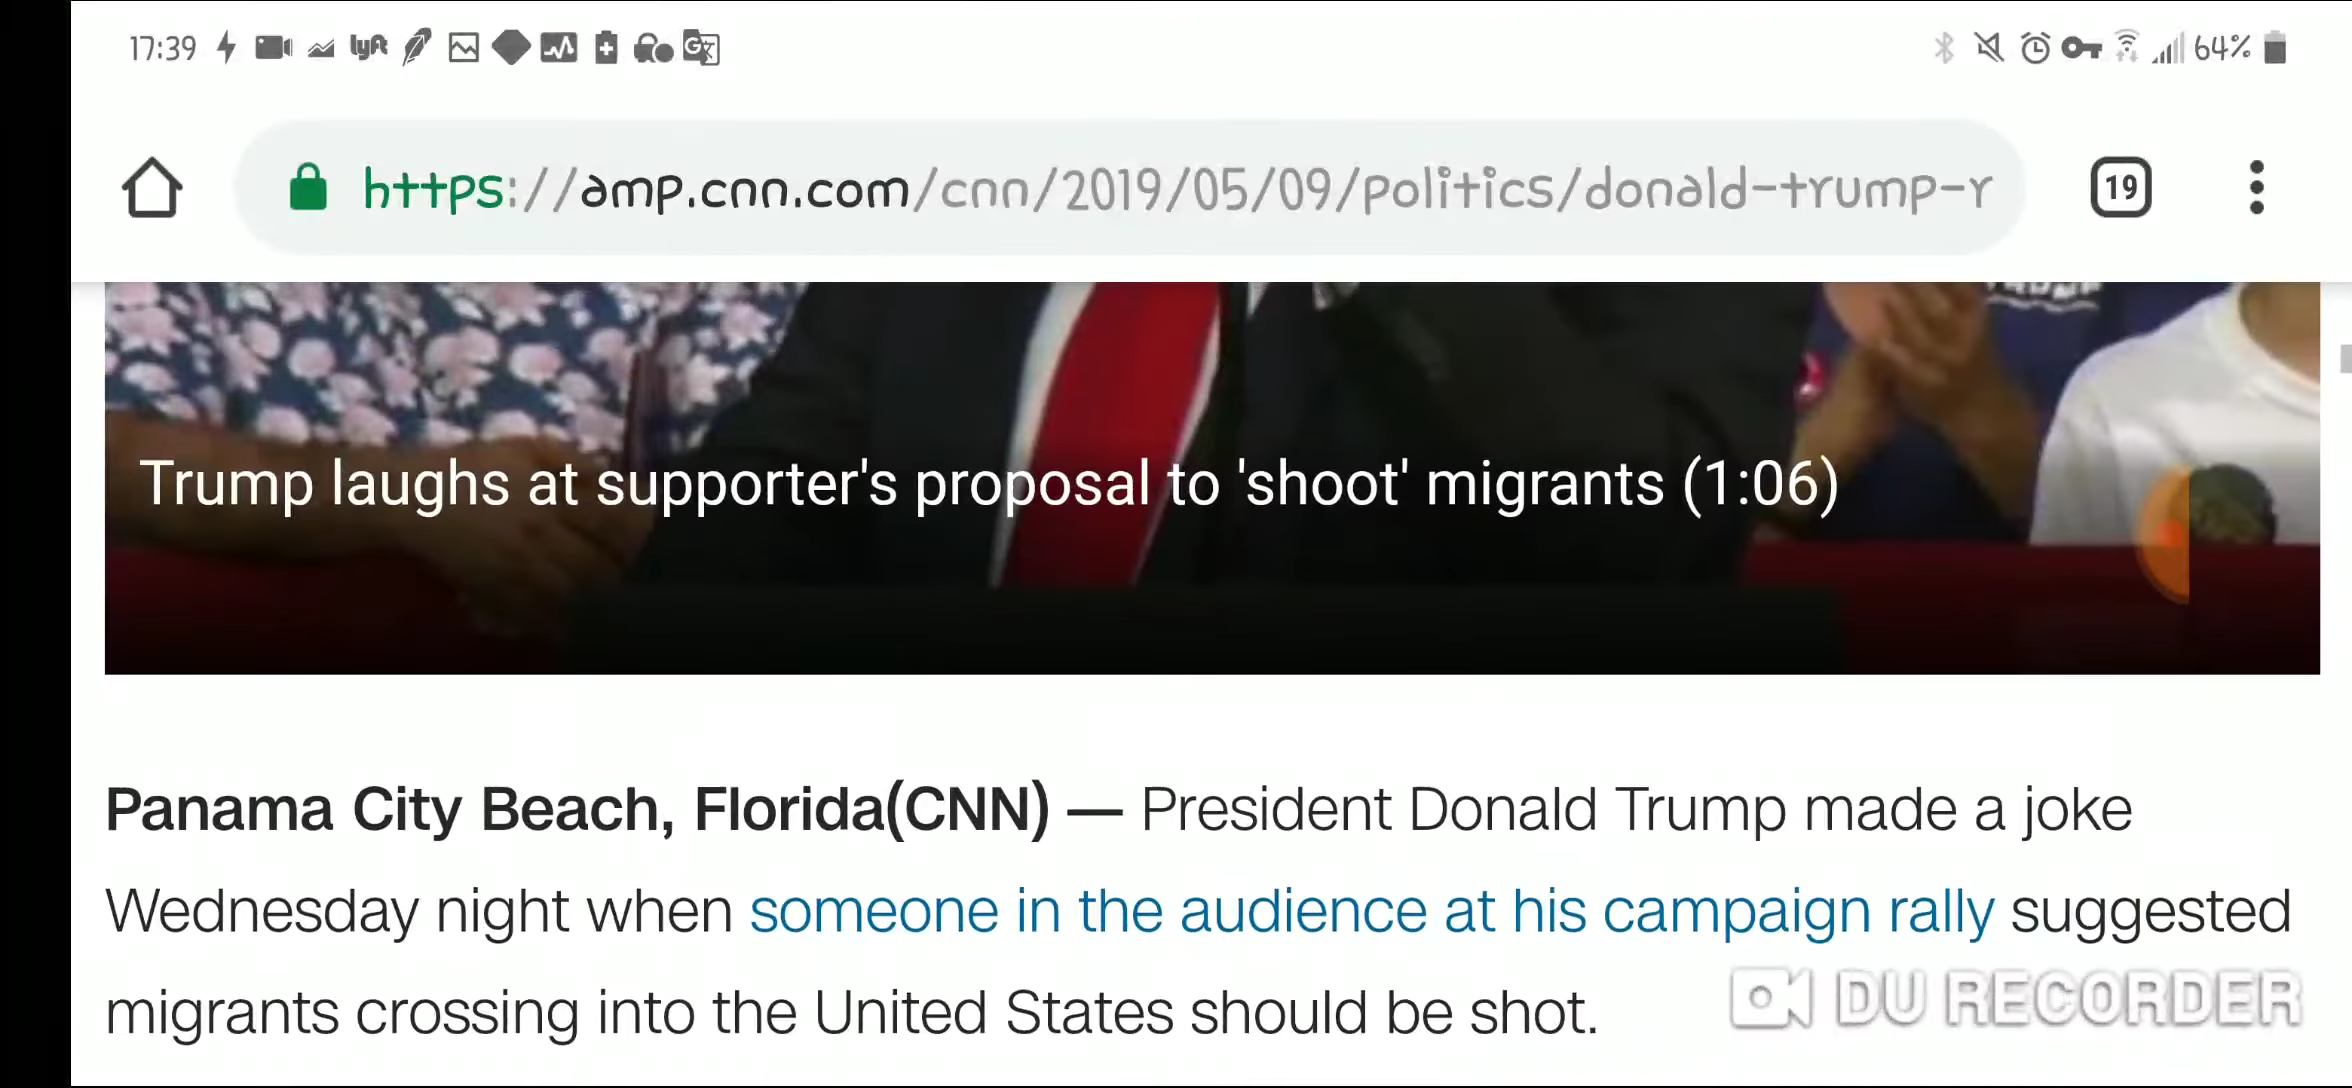 17:39 lyft 64%
https://amp.cnn.com/cnn/2019/05/09/politics/donald-trump-r 19
Trump laughs at supporter's proposal to 'shoot' migrants (1:06)
Panama City Beach, Florida(CNN) — President Donald Trump made a joke
Wednesday night when someone in the audience at his campaign rally suggested
migrants crossing into the United States should be shot.
DU RECORDER